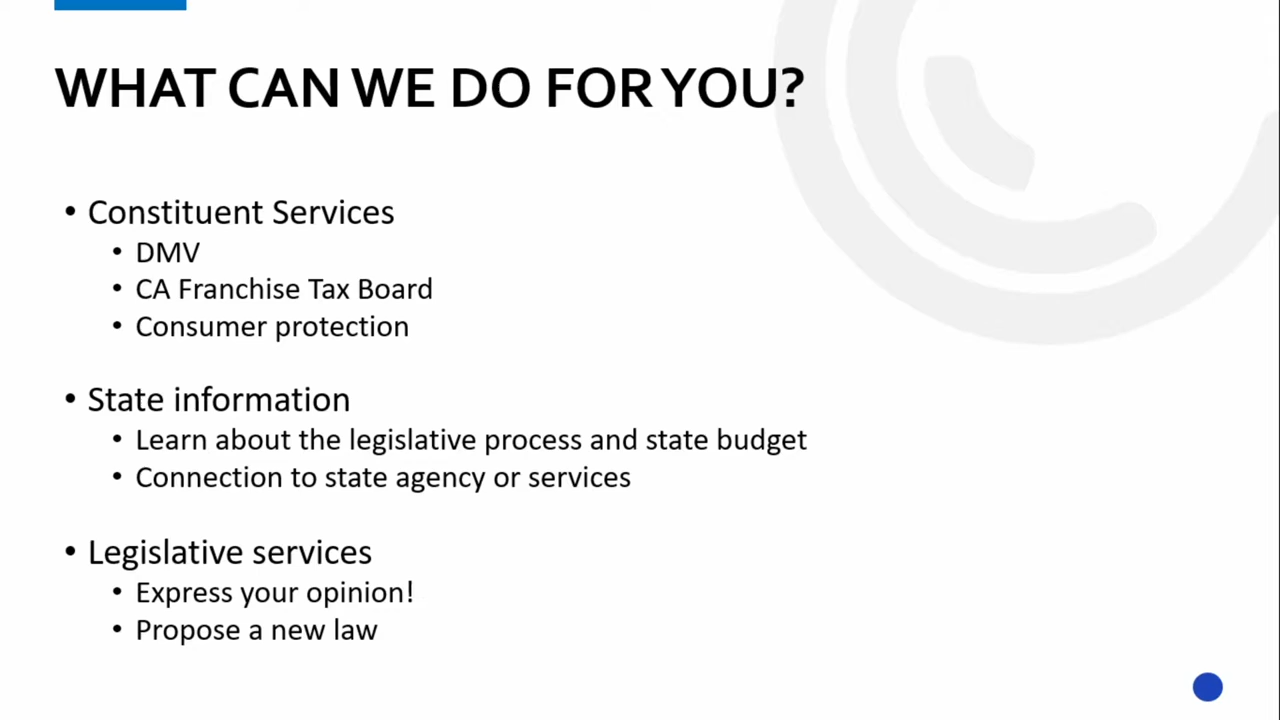 WHAT CAN WE DO FOR YOU?
• Constituent Services
• DMV
• CA Franchise Tax Board
• Consumer protection
• State information
• Learn about the legislative process and state budget
• Connection to state agency or services
• Legislative services
• Express your opinion!
• Propose a new law